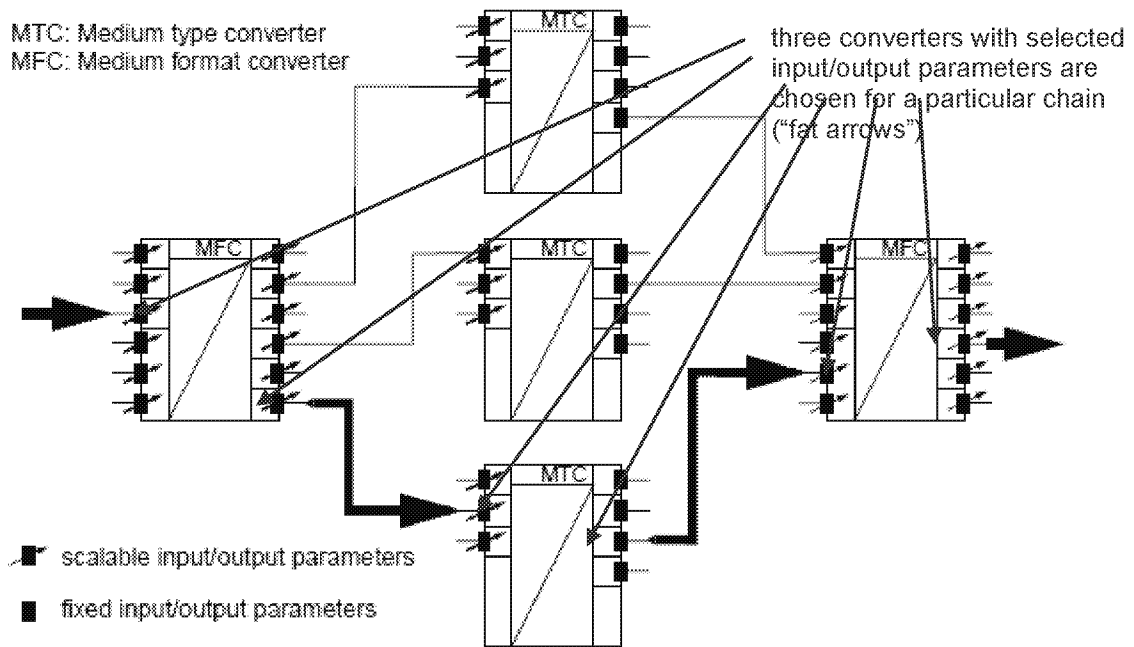 MTC: Medium type converter
MFC: Medium format converter
MTC
three converters with selected
input/output parameters are
chosen for a particular chain
("fat arrows")
MFC
MTC
MFC
MTC
scalable input/output parameters
fixed input/output parameters